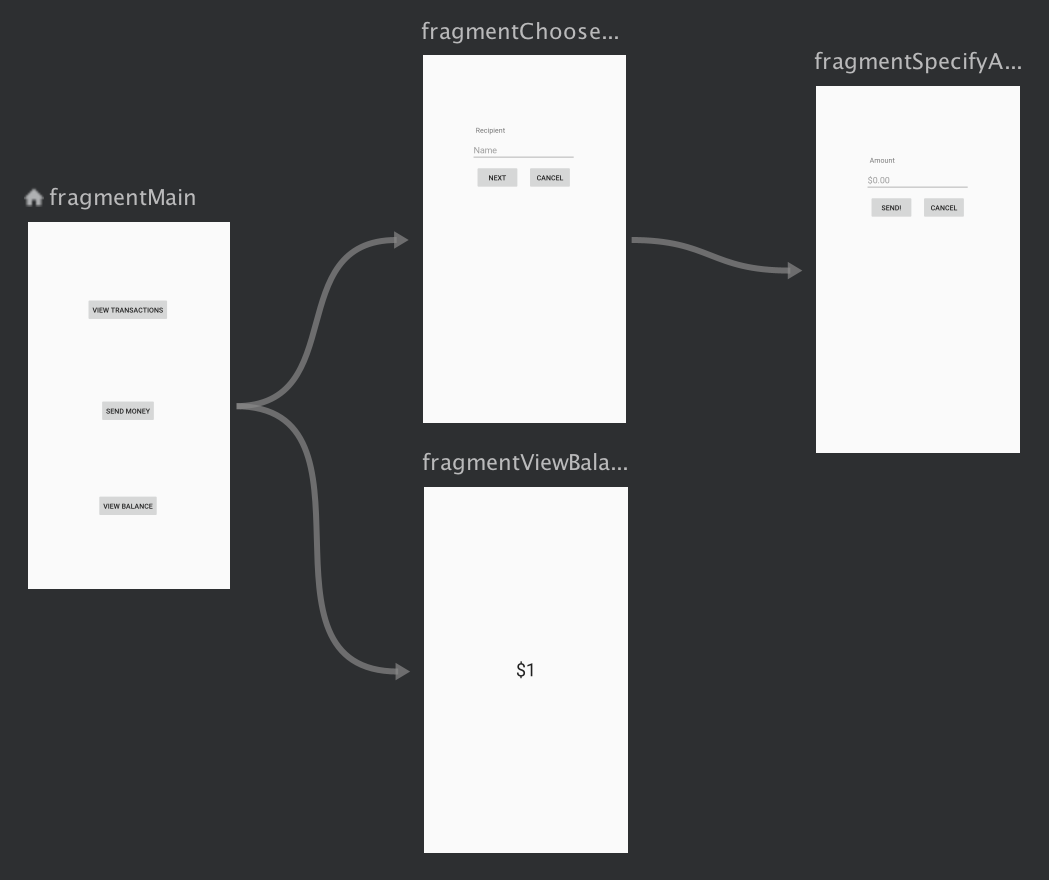 fragmentMain
VIEW TRANSACTIONS
SEND MONEY
VIEW BALANCE
fragmentChoose...
Recipient
Name
NEXT CANCEL
fragmentViewBala...
$1
fragmentSpecifyA...
Amount
$0.00
SEND! CANCEL